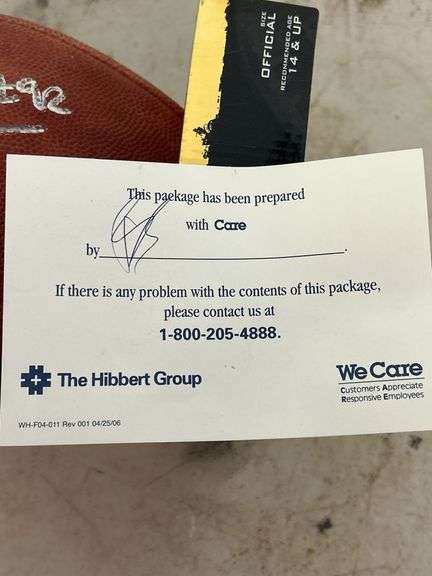 #92
OFFICIAL
SIZE
RECOMMENDED AGE
14 & UP
This package has been prepared
with Care
by
.
If there is any problem with the contents of this package,
please contact us at
1-800-205-4888.
The Hibbert Group
We Care
Customers Appreciate
Responsive Employees
WH-F04-011 Rev 001 04/25/06